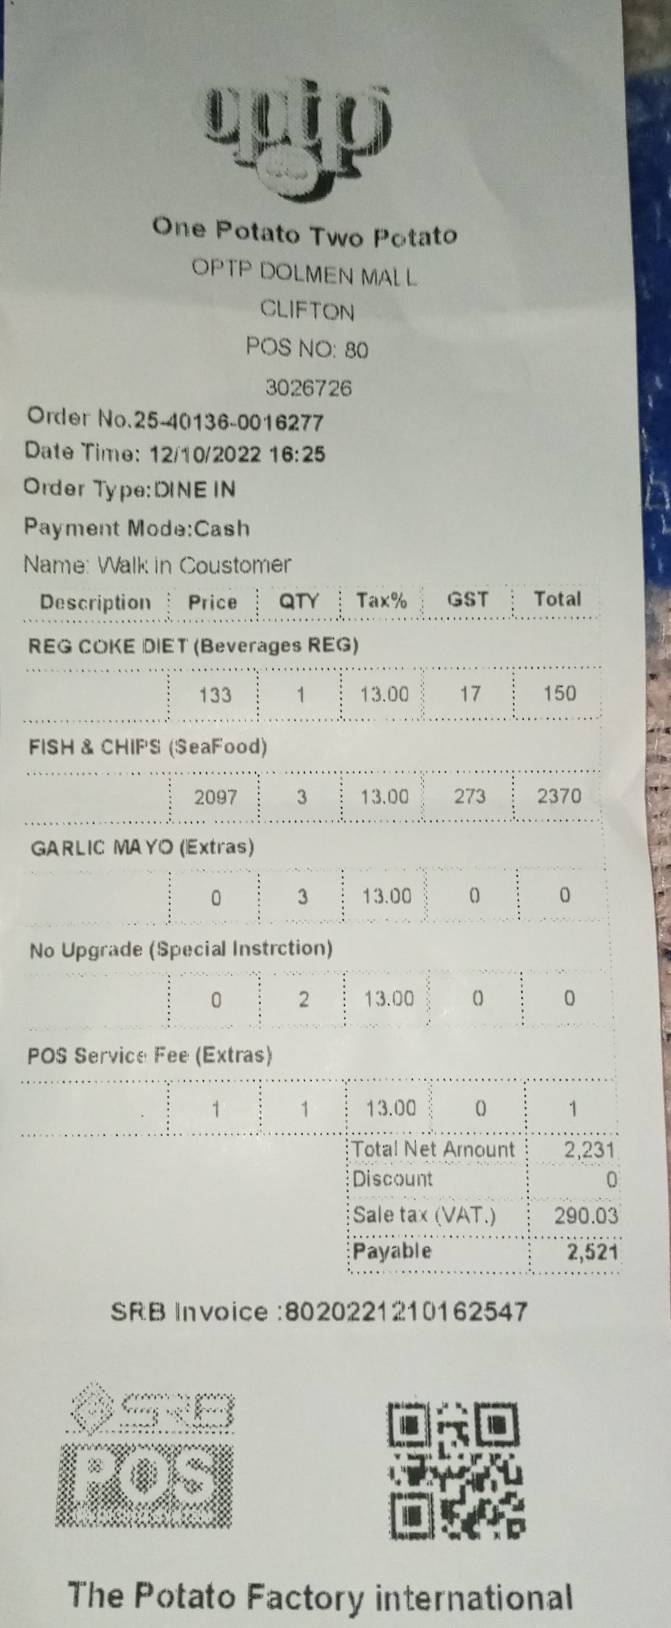 optp
One Potato Two Potato
OPTP DOLMEN MALL
CLIFTON
POS NO: 80
3026726
Order No.25-40136-0016277
Date Time: 12/10/2022 16:25
Order Type:DINE IN
Payment Mode:Cash
Name: Walk in Coustomer
Description Price QTY Tax% GST Total
REG COKE DIET (Beverages REG)
133 1 13.00 17 150
FISH & CHIPS (SeaFood)
2097 3 13.00 273 2370
GARLIC MAYO (Extras)
0 3 13.00 0 0
No Upgrade (Special Instrction)
0 2 13.00 0 0
POS Service Fee (Extras)
1 1 13.00 0 1
Total Net Amount 2,231
Discount 0
Sale tax (VAT.) 290.03
Payable 2,521
SRB Invoice :8020221210162547
SRB
POS
The Potato Factory international